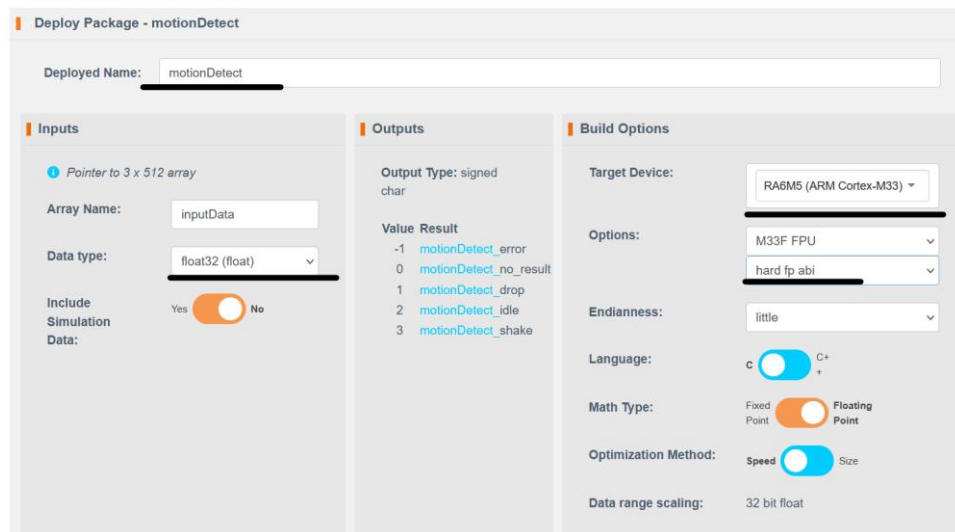 Deploy Package - motionDetect
Deployed Name: motionDetect
Inputs
Pointer to 3 x 512 array
Array Name: inputData
Data type: float32 (float)
Include
Simulation
Data:
Yes No
Outputs
Output Type: signed
char
Value Result
-1 motionDetect_error
0 motionDetect_no_result
1 motionDetect_drop
2 motionDetect_idle
3 motionDetect_shake
Build Options
Target Device: RA6M5 (ARM Cortex-M33)
Options: M33F FPU
hard fp abi
Endianness: little
Language: C C+
+
Math Type: Fixed Floating
Point Point
Optimization Method: Speed Size
Data range scaling: 32 bit float